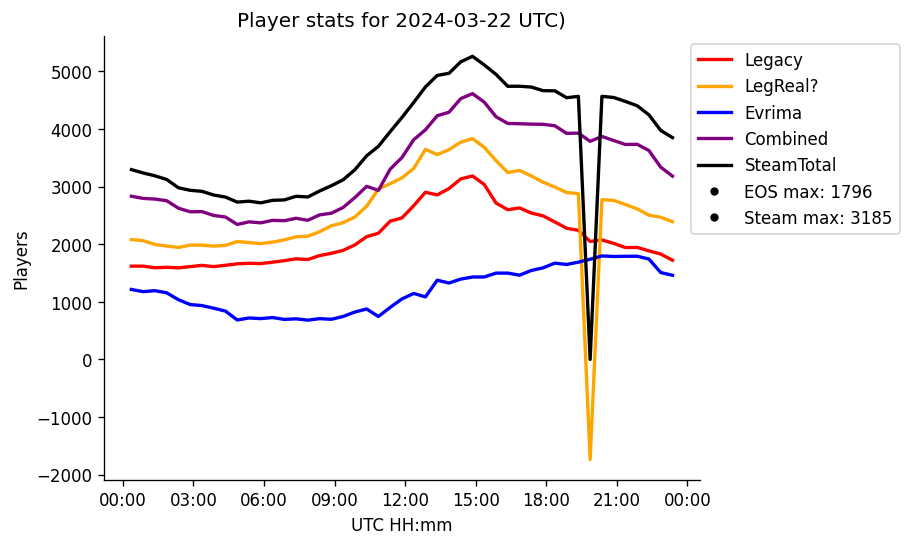 Player stats for 2024-03-22 UTC)
Players
5000
4000
3000
2000
1000
0
−1000
−2000
00:00 03:00 06:00 09:00 12:00 15:00 18:00 21:00 00:00
UTC HH:mm
Legacy
LegReal?
Evrima
Combined
SteamTotal
EOS max: 1796
Steam max: 3185